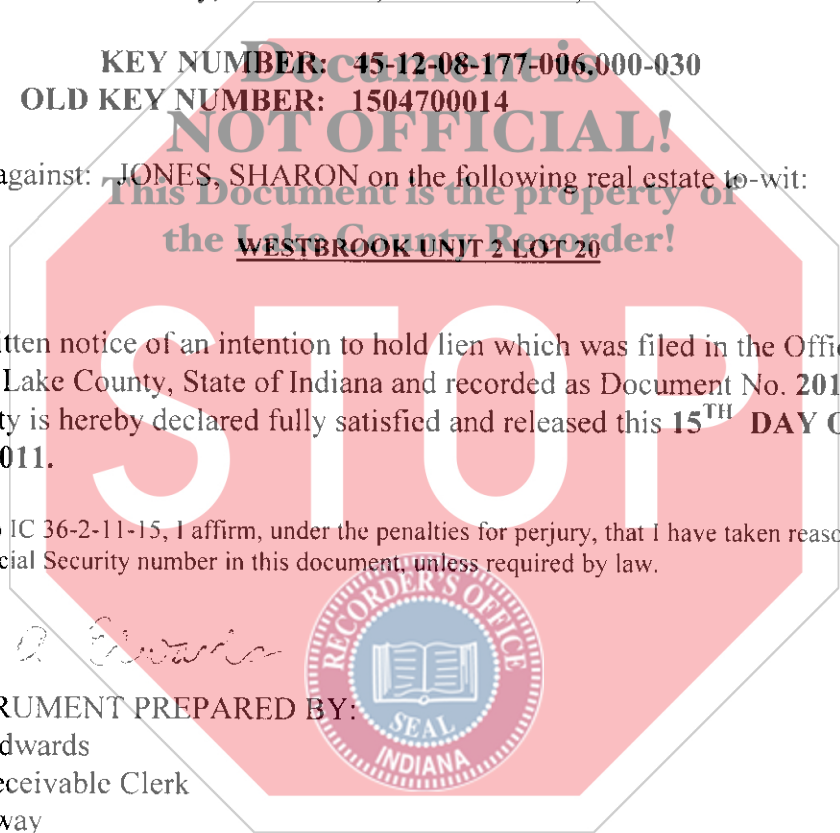 KEY NUMBER: 45-12-08-177-006.000-030
Document is
OLD KEY NUMBER: 1504700014
NOT OFFICIAL!
against: JONES, SHARON on the following real estate to-wit:
This Document is the property of
the Lake County Recorder!
WESTBROOK UNIT 2 LOT 20
STOP
itten notice of an intention to hold lien which was filed in the Offi
Lake County, State of Indiana and recorded as Document No. 201
ty is hereby declared fully satisfied and released this 15TH DAY O
011.
IC 36-2-11-15, I affirm, under the penalties for perjury, that I have taken reaso
cial Security number in this document, unless required by law.
RECORDER'S OFFICE
SEAL
INDIANA
RUMENT PREPARED BY:
dwards
eceivable Clerk
way